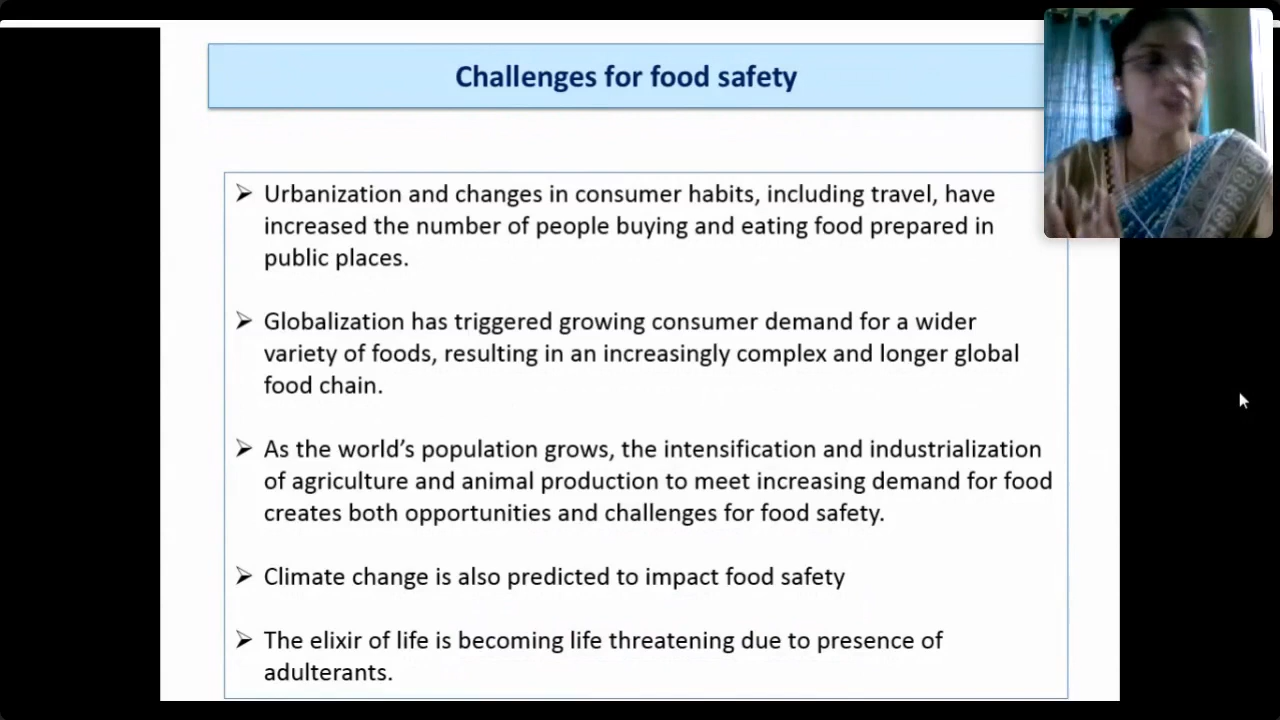 Challenges for food safety
➢ Urbanization and changes in consumer habits, including travel, have
increased the number of people buying and eating food prepared in
public places.
➢ Globalization has triggered growing consumer demand for a wider
variety of foods, resulting in an increasingly complex and longer global
food chain.
➢ As the world’s population grows, the intensification and industrialization
of agriculture and animal production to meet increasing demand for food
creates both opportunities and challenges for food safety.
➢ Climate change is also predicted to impact food safety
➢ The elixir of life is becoming life threatening due to presence of
adulterants.